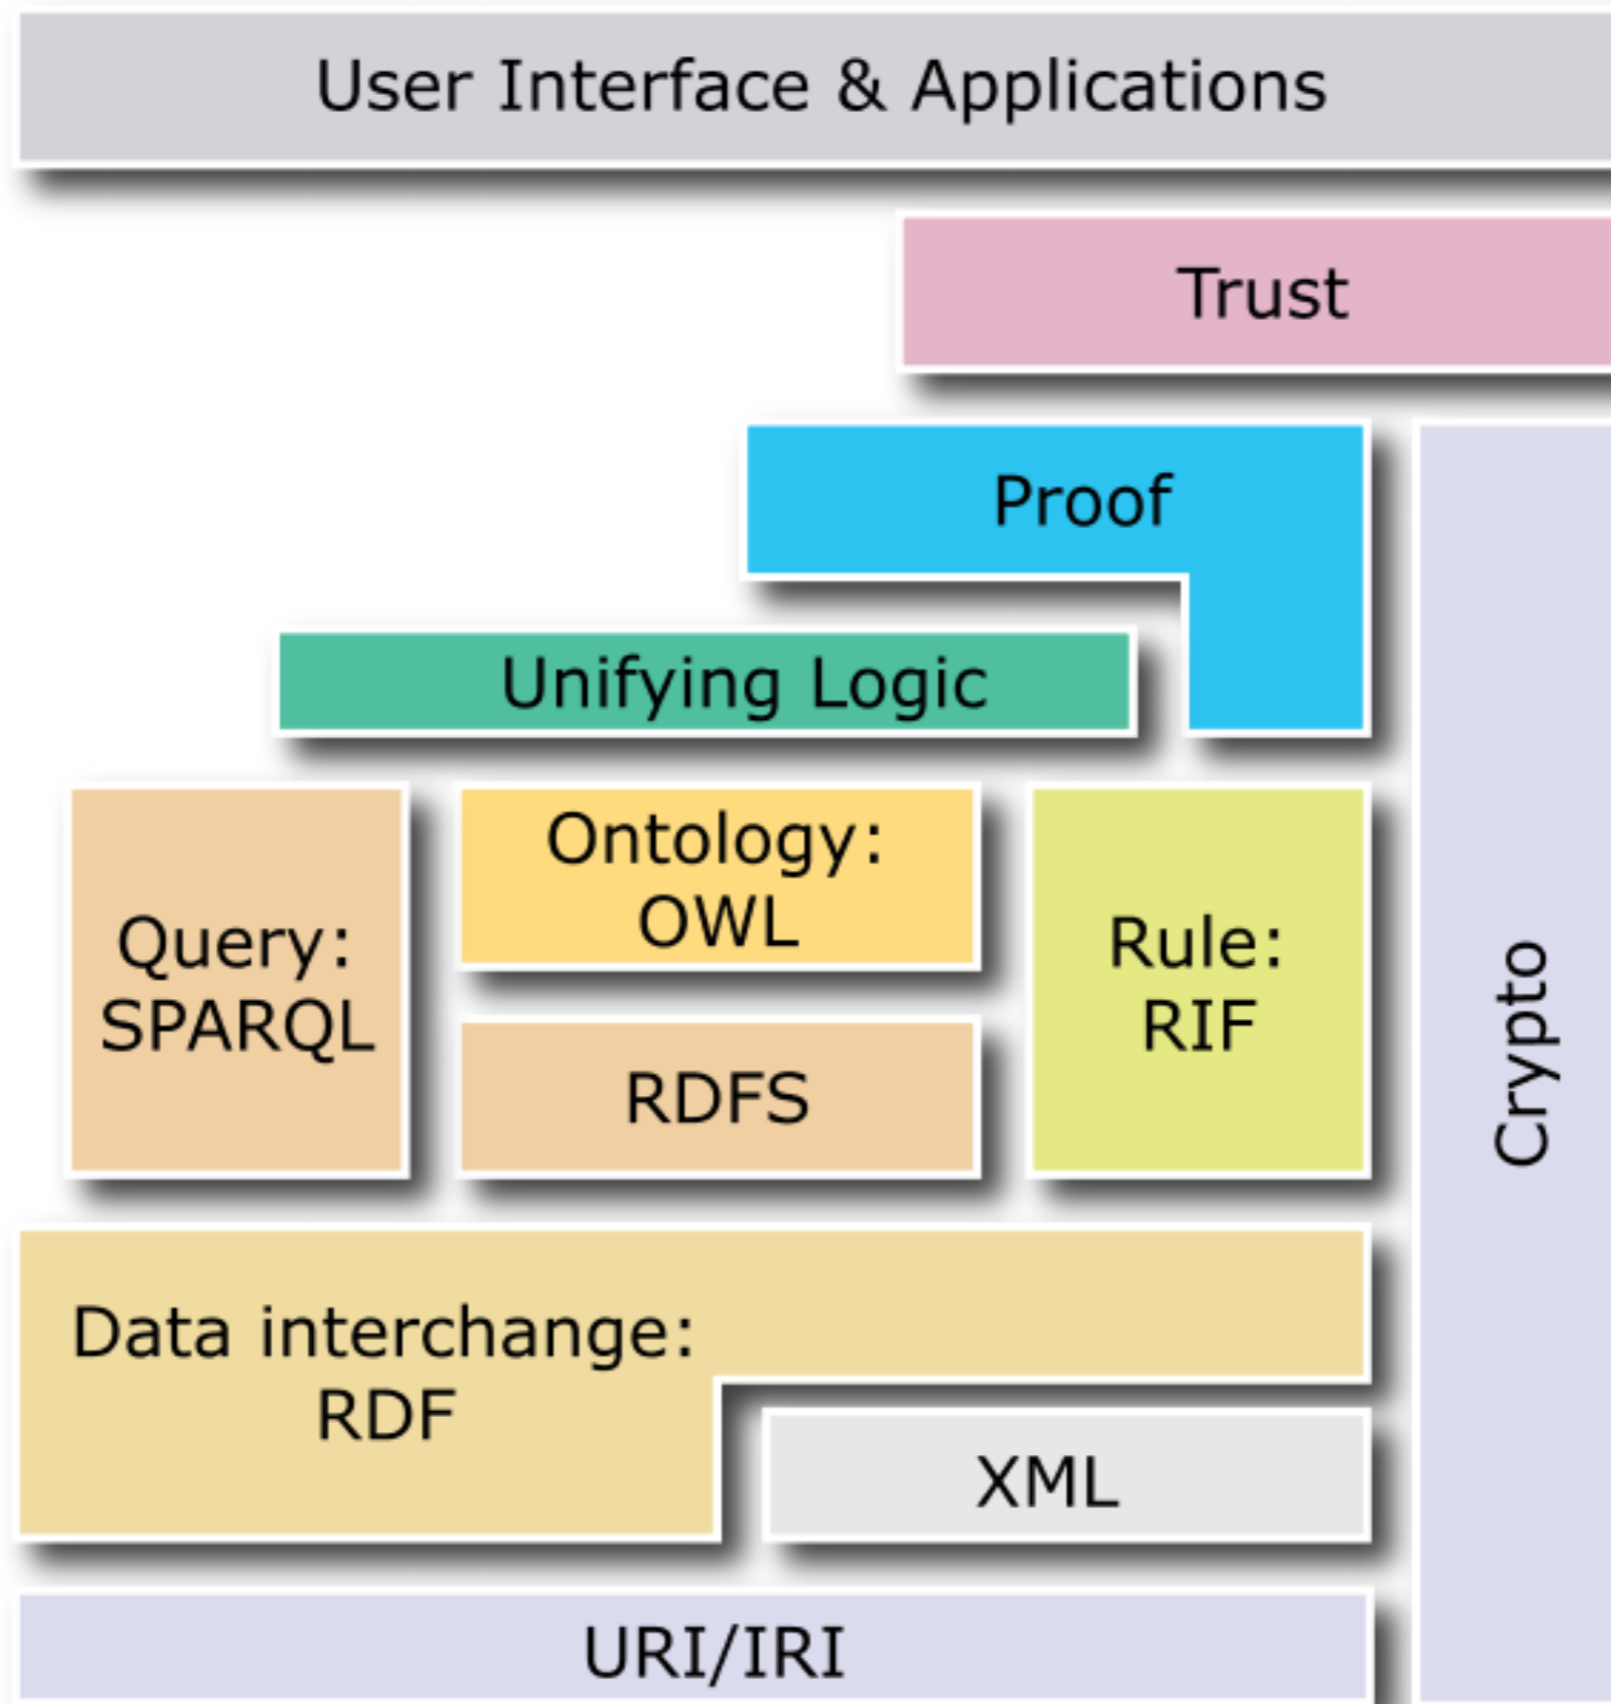 User Interface & Applications
Trust
Proof
Unifying Logic
Query:
SPARQL
Ontology:
OWL
RDFS
Rule:
RIF
Crypto
Data interchange:
RDF
XML
URI/IRI